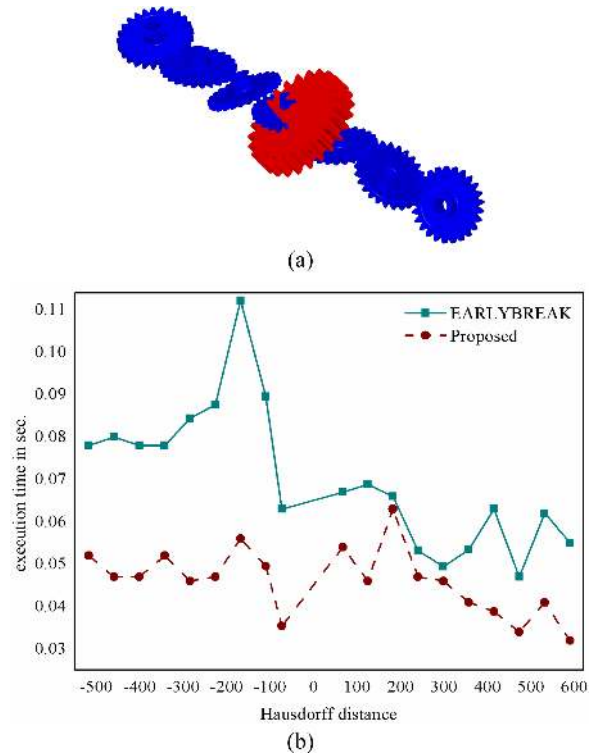 (a)
EARLYBREAK
Proposed
0.11
0.10
0.09
0.08
0.07
0.06
0.05
0.04
0.03
execution time in sec.
-500 -400 -300 -200 -100 0 100 200 300 400 500 600
Hausdorff distance
(b)